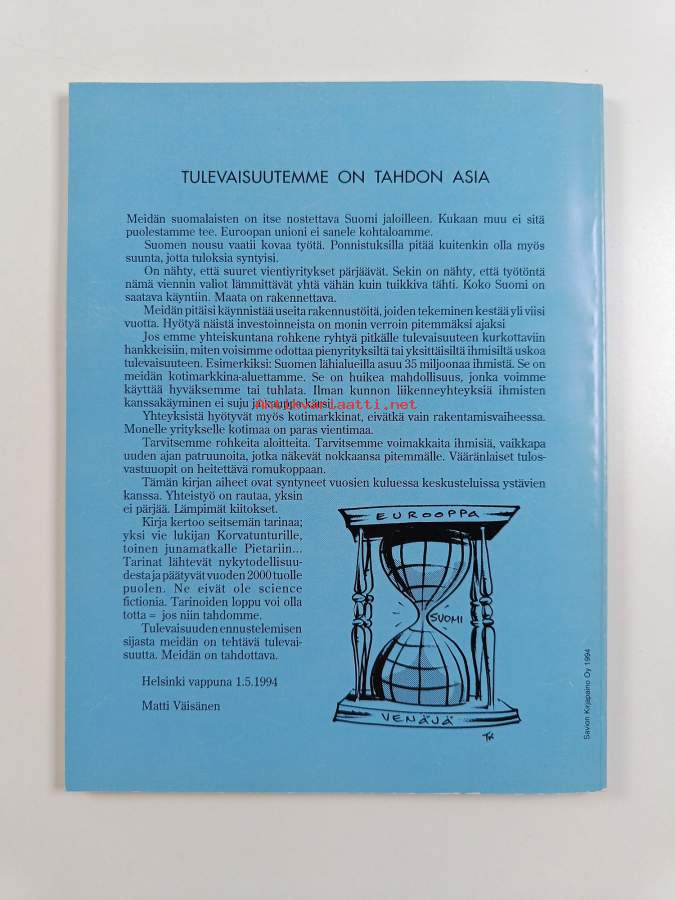 TULEVAISUUTEMME ON TAHDON ASIA
Meidän suomalaisten on itse nostettava Suomi jaloilleen. Kukaan muu ei sitä
puolestamme tee. Euroopan unioni ei sanele kohtaloamme.
Suomen nousu vaatii kovaa työtä. Ponnistuksilla pitää kuitenkin olla myös
suunta, jotta tuloksia syntyisi.
On nähty, että suuret vientiyritykset pärjäävät. Sekin on nähty, että työtöntä
nämä viennin valiot lämmittävät yhtä vähän kuin tuikkiva tähti. Koko Suomi on
saatava käyntiin. Maata on rakennettava.
Meidän pitäisi käynnistää useita rakennustöitä, joiden tekeminen kestää yli viisi
vuotta. Hyötyä näistä investoinneista on monin verroin pitemmäksi ajaksi
Jos emme yhteiskuntana rohkene ryhtyä pitkälle tulevaisuuteen kurkottaviin
hankkeisiin, miten voisimme odottaa pienyrityksiltä tai yksittäisiltä ihmisiltä uskoa
tulevaisuuteen. Esimerkiksi: Suomen lähialueilla asuu 35 miljoonaa ihmistä. Se on
meidän kotimarkkina-aluettamme. Se on huikea mahdollisuus, jonka voimme
käyttää hyväksemme tai tuhlata. Ilman kunnon liikenneyhteyksiä ihmisten
kanssakäyminen ei suju ja kauppa kärsii.
Antikvariaatti.net
Yhteyksistä hyötyvät myös kotimarkkinat, eivätkä vain rakentamisvaiheessa.
Monelle yritykselle kotimaa on paras vientimaa.
Tarvitsemme rohkeita aloitteita. Tarvitsemme voimakkaita ihmisiä, vaikkapa
uuden ajan patruunoita, jotka näkevät nokkaansa pitemmälle. Vääränlaiset tulos-
vastuuopit on heitettävä romukoppaan.
Tämän kirjan aiheet ovat syntyneet vuosien kuluessa keskusteluissa ystävien
kanssa. Yhteistyö on rautaa, yksin
ei pärjää. Lämpimät kiitokset.
Kirja kertoo seitsemän tarinaa;
yksi vie lukijan Korvatunturille,
toinen junamatkalle Pietariin...
Tarinat lähtevät nykytodellisuu-
desta ja päätyvät vuoden 2000 tuolle
puolen. Ne eivät ole science
fictionia. Tarinoiden loppu voi olla
totta = jos niin tahdomme.
Tulevaisuuden ennustelemisen
sijasta meidän on tehtävä tulevai-
suutta. Meidän on tahdottava.
Helsinki vappuna 1.5.1994
Matti Väisänen
EUROOPPA
SUOMI
VENÄJÄ
TK
Savion Kirjapaino Oy 1994